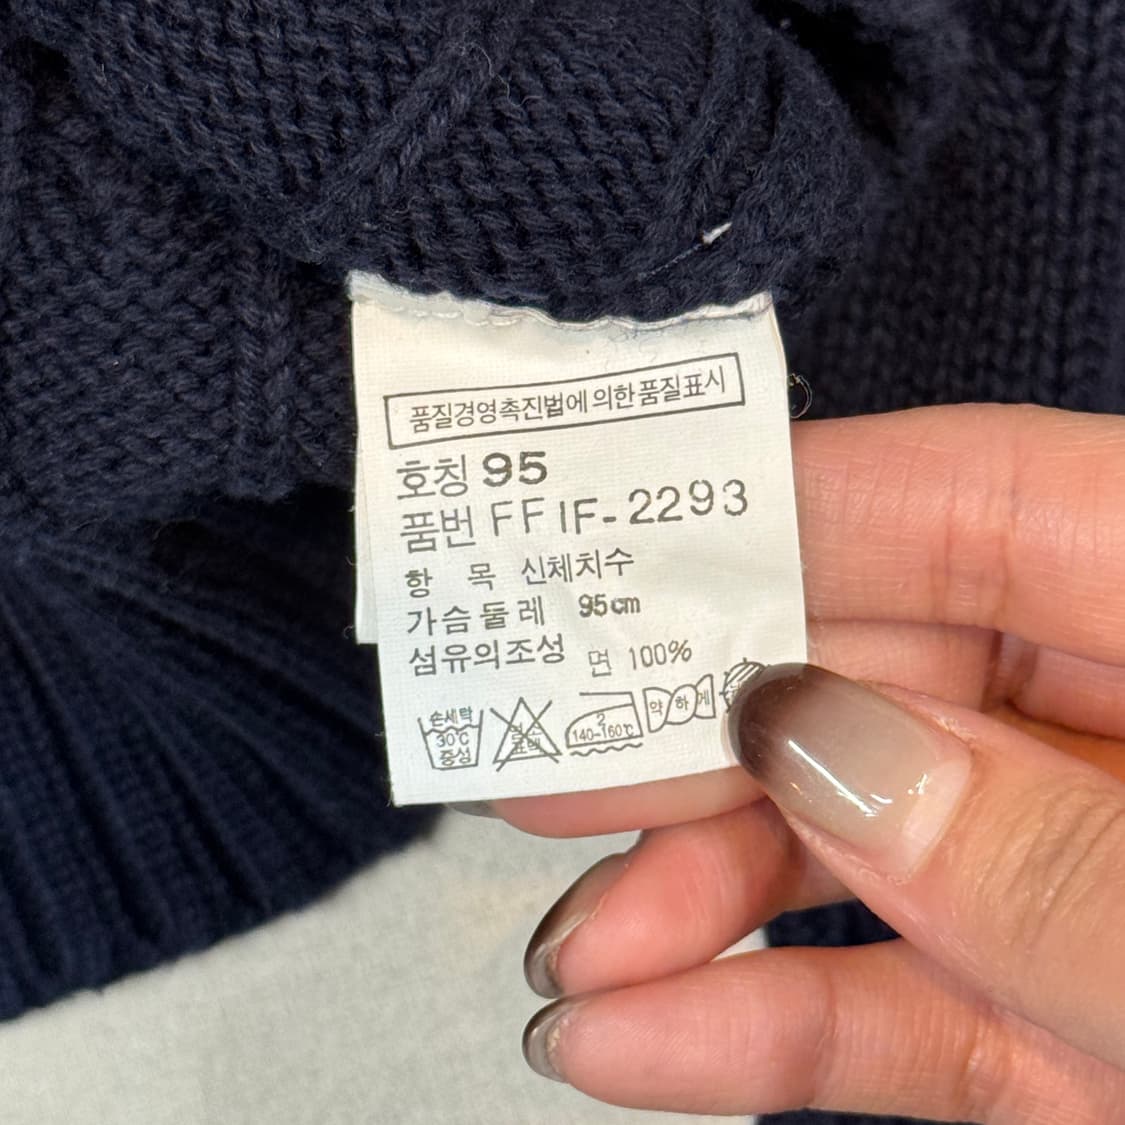 품질경영촉진법에 의한 품질표시
호칭 95
품번 FF IF-2293
항 목 신체치수
가슴둘레 95cm
섬유의조성 면 100%
손세탁 30℃ 중성
2 140-160℃
약하게